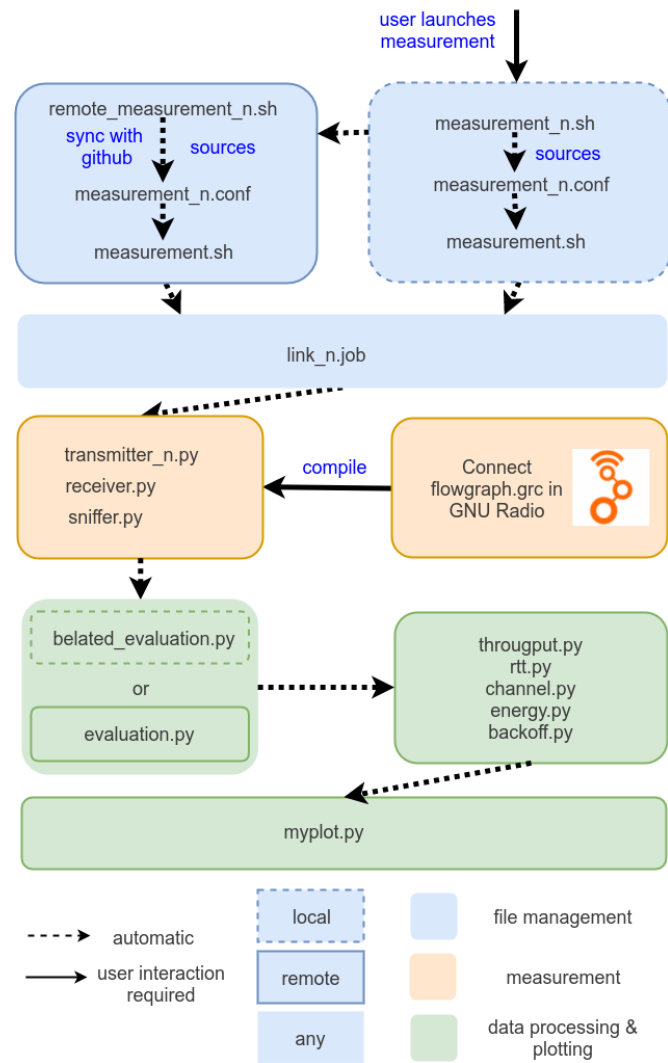 user launches
measurement
remote_measurement_n.sh
sync with
github
sources
measurement_n.conf
measurement.sh
measurement_n.sh
sources
measurement_n.conf
measurement.sh
link_n.job
transmitter_n.py
receiver.py
sniffer.py
compile
Connect
flowgraph.grc in
GNU Radio
belated_evaluation.py
or
evaluation.py
througput.py
rtt.py
channel.py
energy.py
backoff.py
myplot.py
automatic
user interaction
required
local
remote
any
file management
measurement
data processing &
plotting